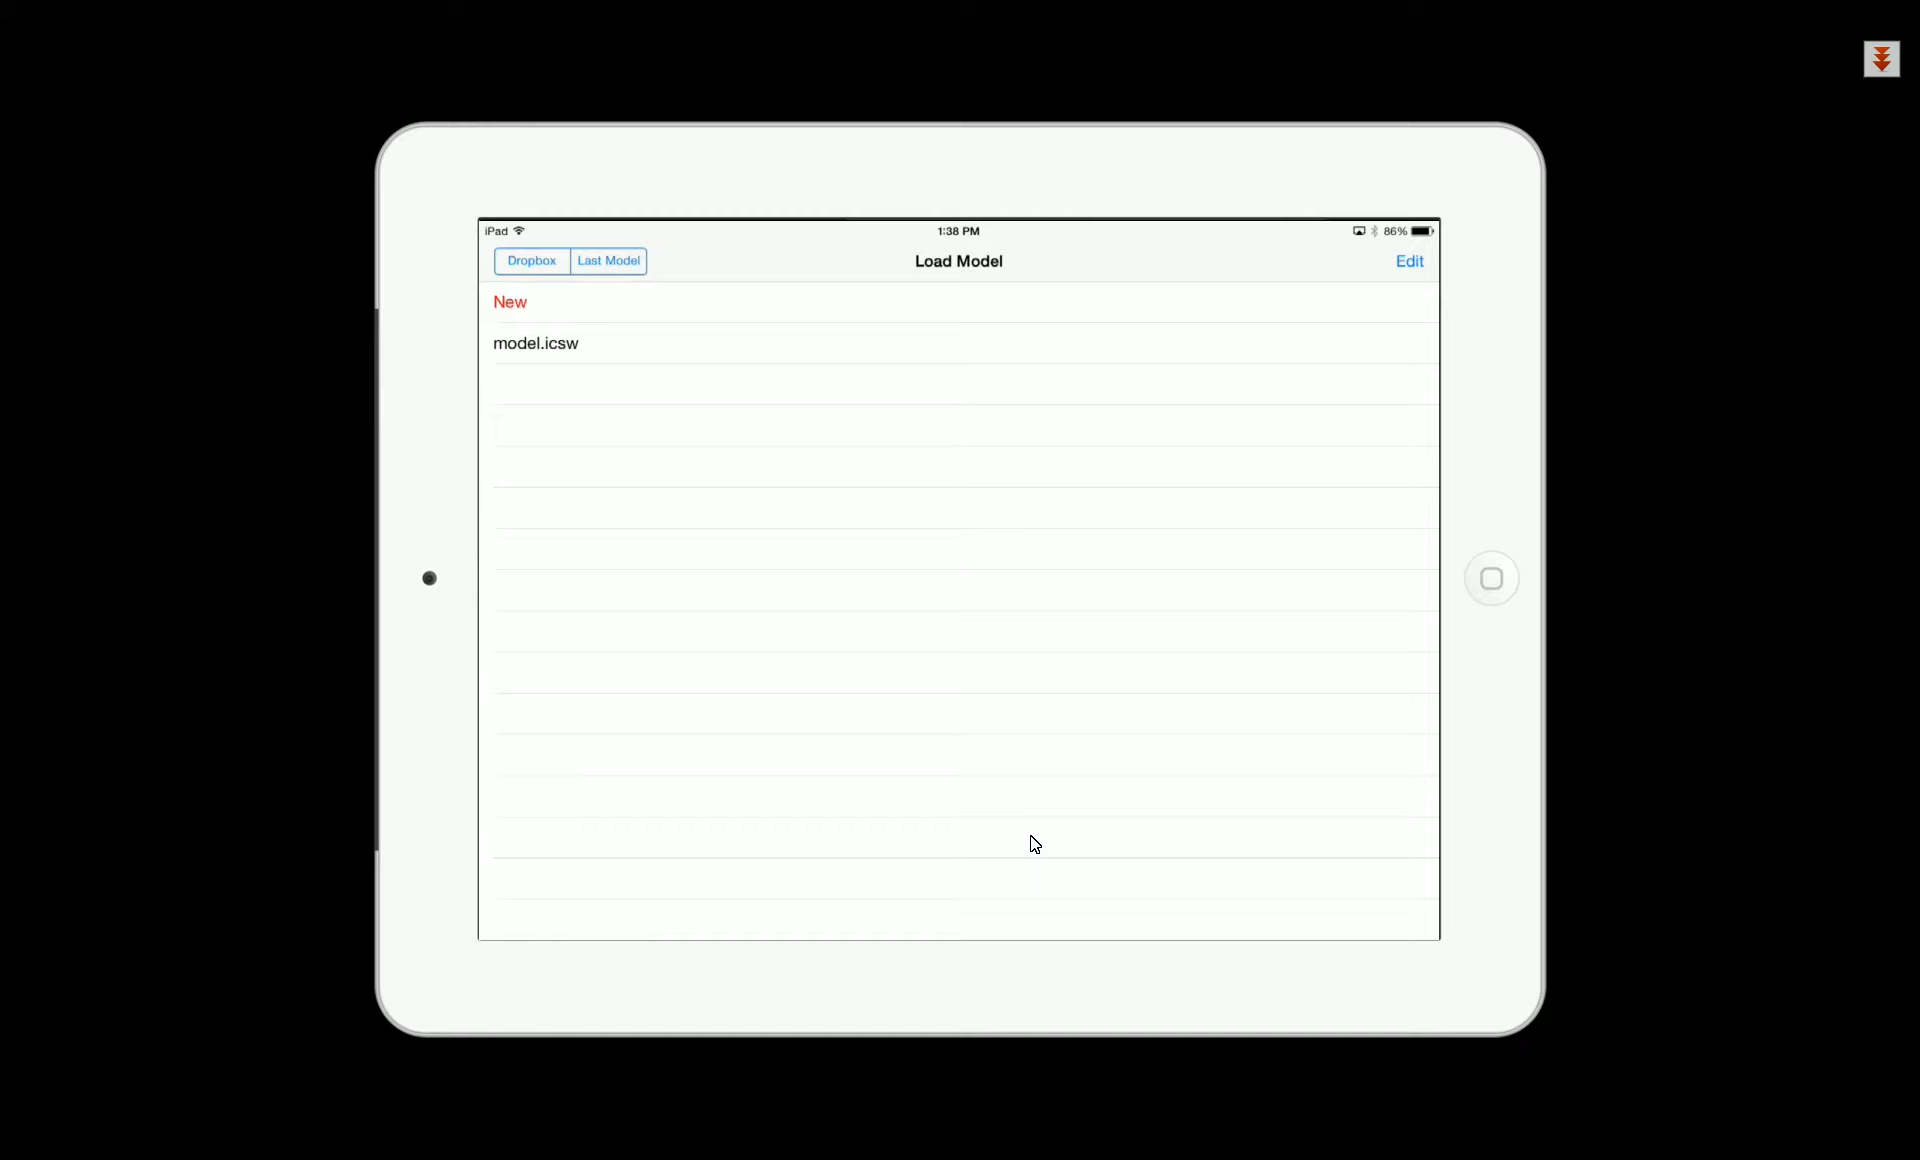 iPad
1:38 PM
86%
Dropbox
Last Model
Load Model
Edit
New
model.icsw